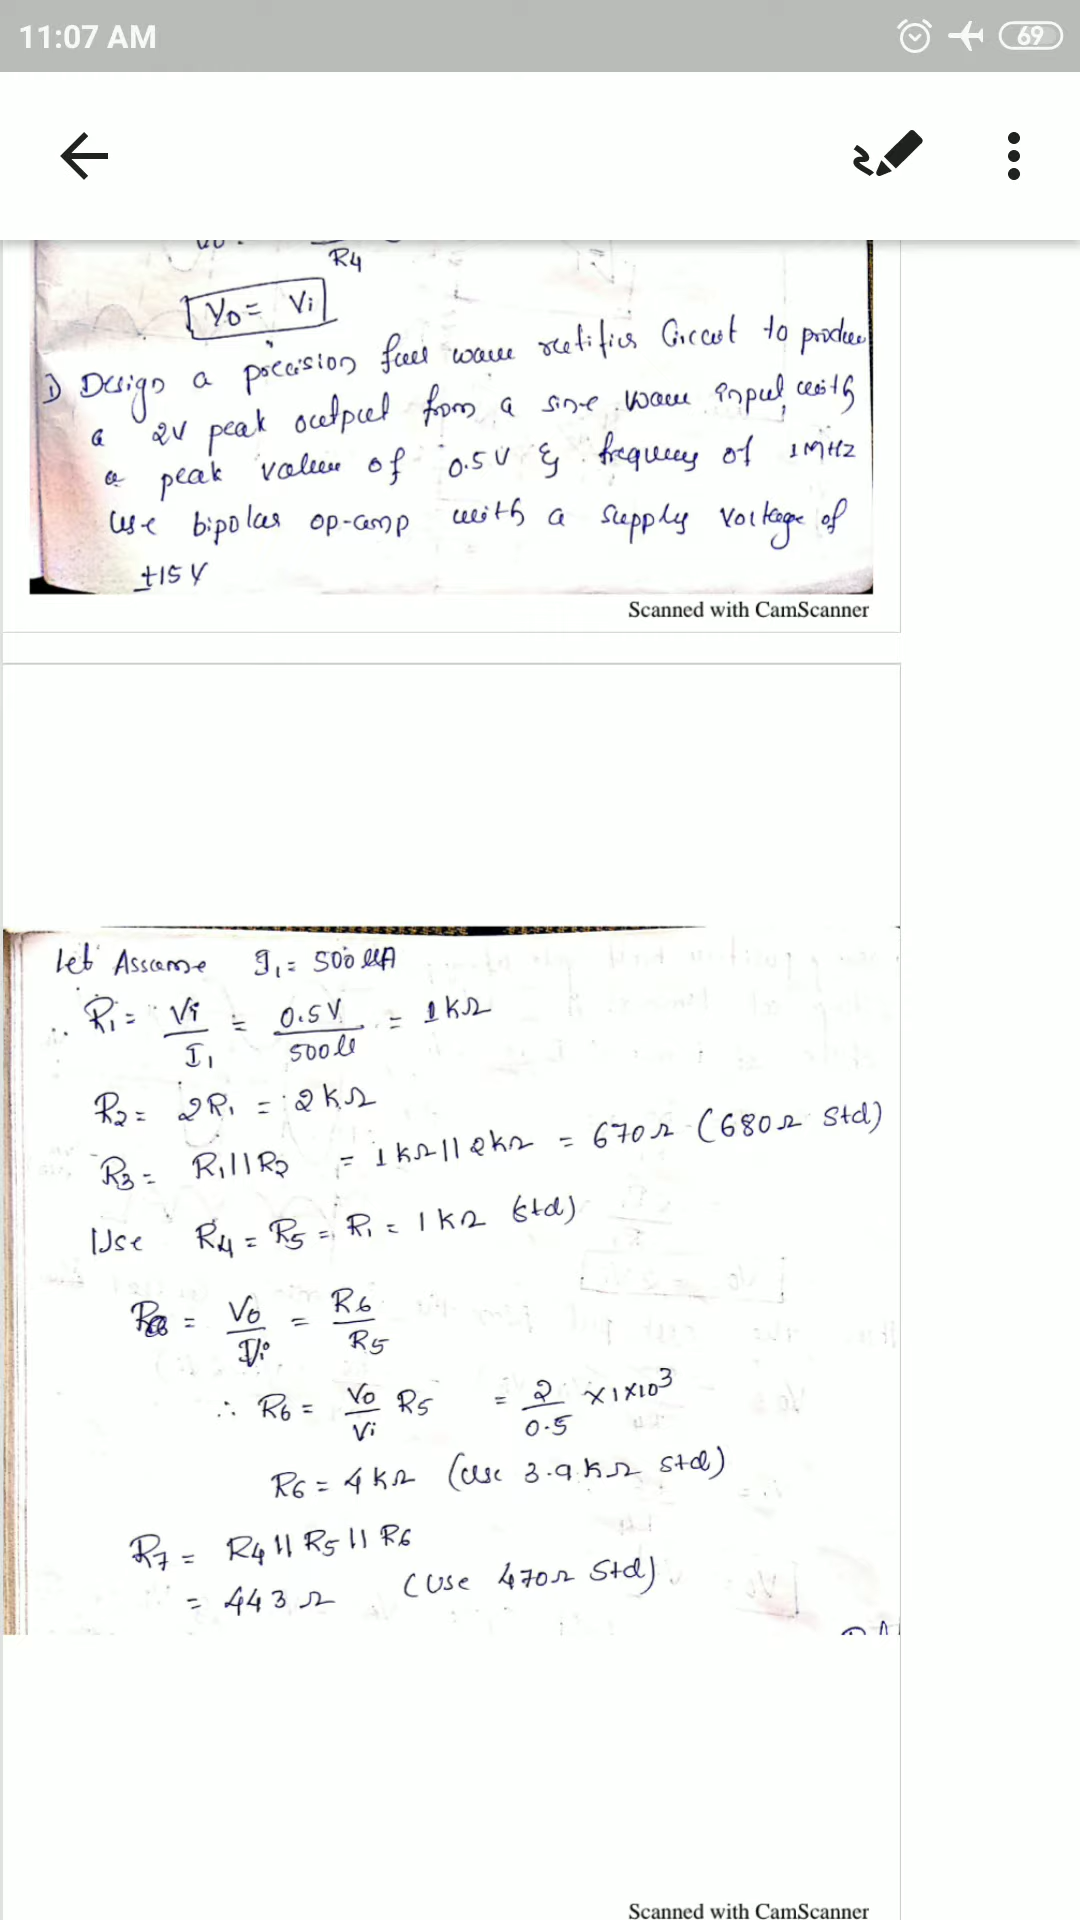 11:07 AM
69
R4
Vo = Vi
1) Design a precision full wave rectifier Circuit to produce
a 2V peak output from a sine wave input with
a peak value of 0.5V & frequency of 1MHz
use bipolar op-amp with a supply voltage of
±15V
Scanned with CamScanner
Let Assume I1 = 500 μA
∴ R1 = Vi / I1 = 0.5V / 500μ = 1kΩ
R2 = 2R1 = 2kΩ
R3 = R1 || R2 = 1kΩ || 2kΩ = 670Ω (680Ω Std)
Use R4 = R5 = R1 = 1kΩ (std)
= Vo / Vi = R6 / R5
∴ R6 = Vo / Vi R5 = 2 / 0.5 × 1 × 10³
R6 = 4kΩ (use 3.9kΩ std)
R7 = R4 || R5 || R6
= 443Ω (Use 470Ω Std)
Scanned with CamScanner